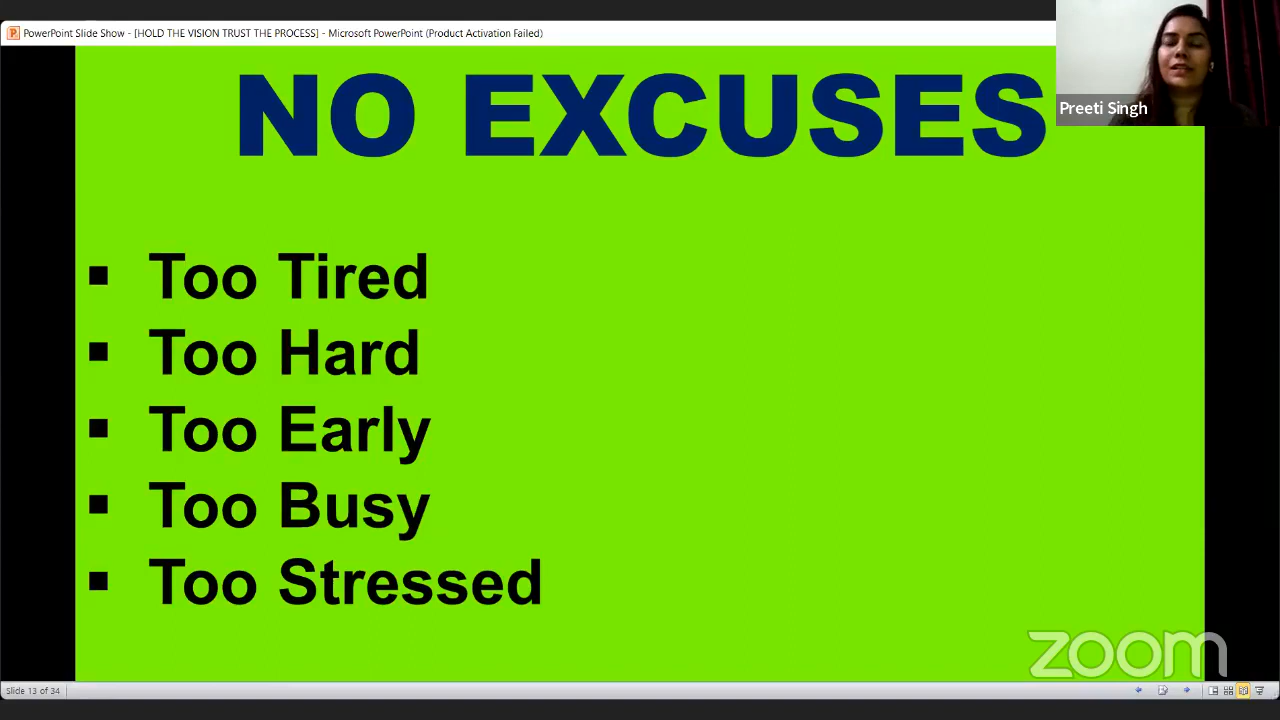 PowerPoint Slide Show - [HOLD THE VISION TRUST THE PROCESS] - Microsoft PowerPoint (Product Activation Failed)
NO EXCUSES
Preeti Singh
▪ Too Tired
▪ Too Hard
▪ Too Early
▪ Too Busy
▪ Too Stressed
zoom
Slide 13 of 34